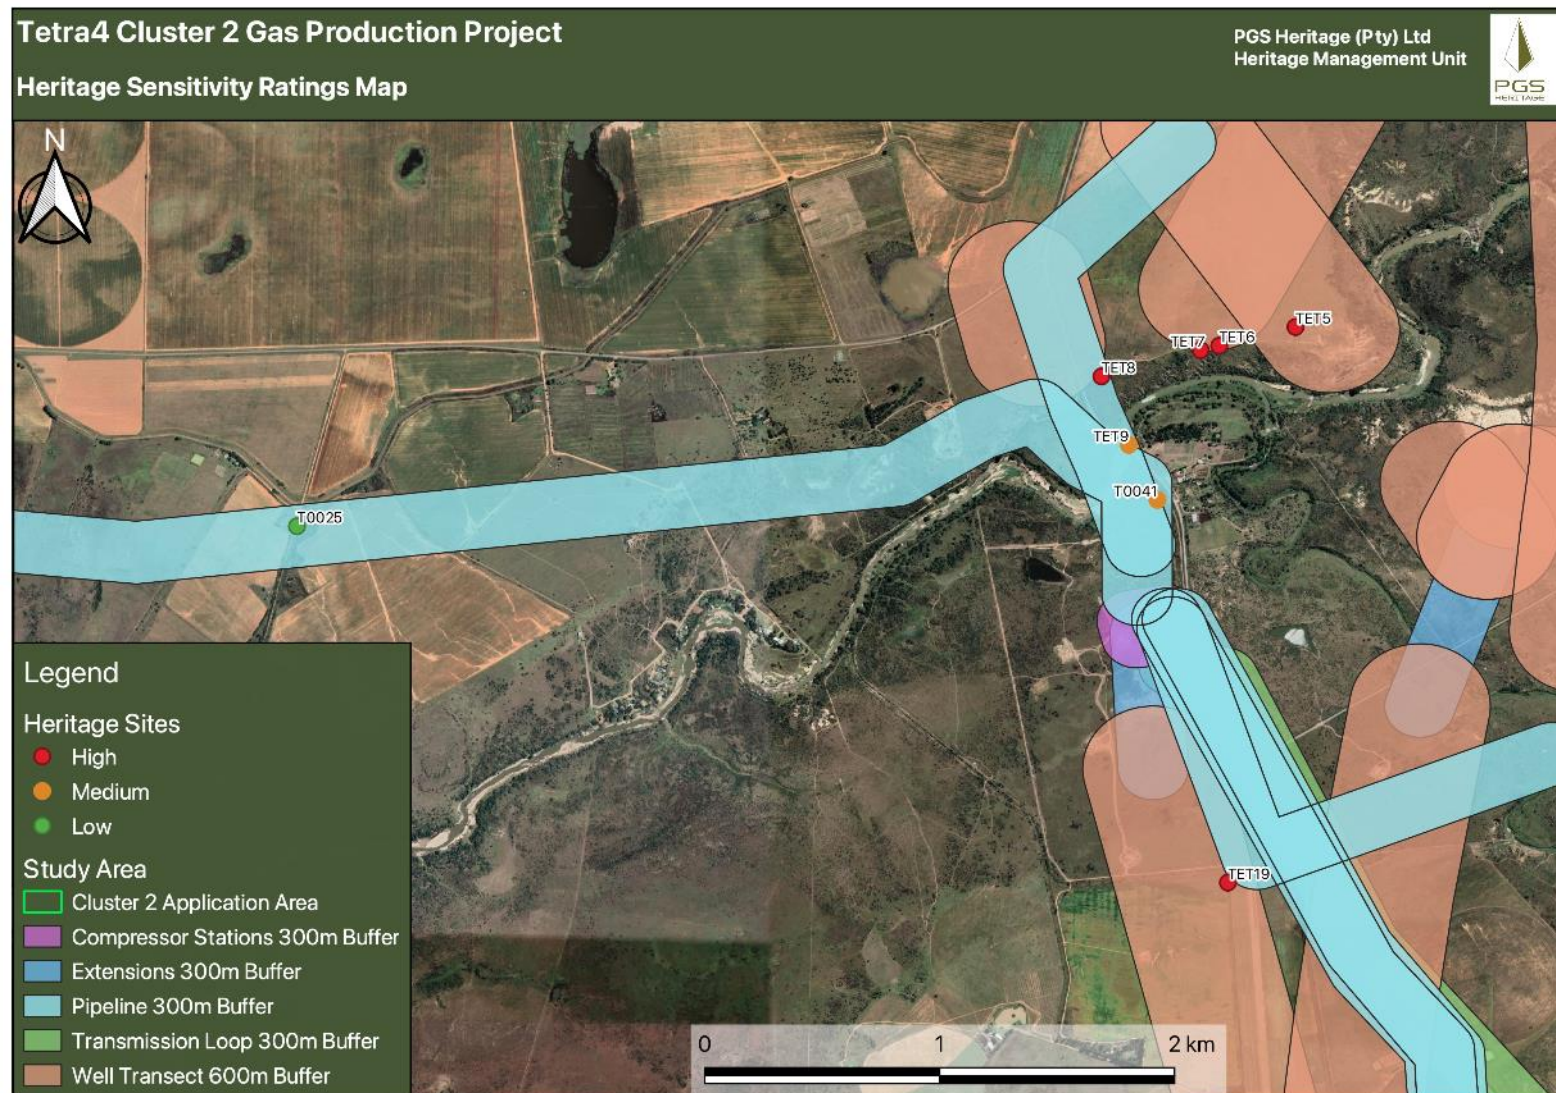 Tetra4 Cluster 2 Gas Production Project
Heritage Sensitivity Ratings Map
PGS Heritage (Pty) Ltd
Heritage Management Unit
PGS
HERITAGE
N
TET5
TET6
TET7
TET8
TET9
T0041
T0025
TET19
Legend
Heritage Sites
High
Medium
Low
Study Area
Cluster 2 Application Area
Compressor Stations 300m Buffer
Extensions 300m Buffer
Pipeline 300m Buffer
Transmission Loop 300m Buffer
Well Transect 600m Buffer
0 1 2 km